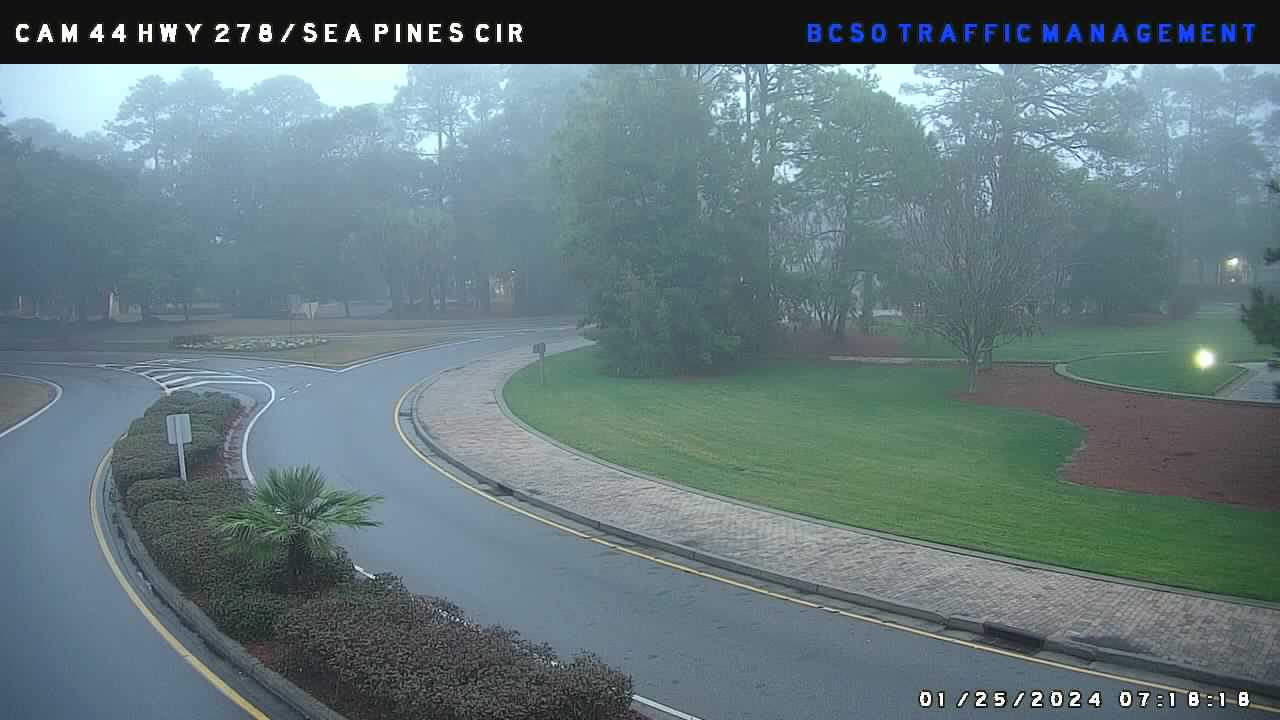 CAM 44 HWY 278/SEA PINES CIR
BCSO TRAFFIC MANAGEMENT
01/25/2024 07:18:18